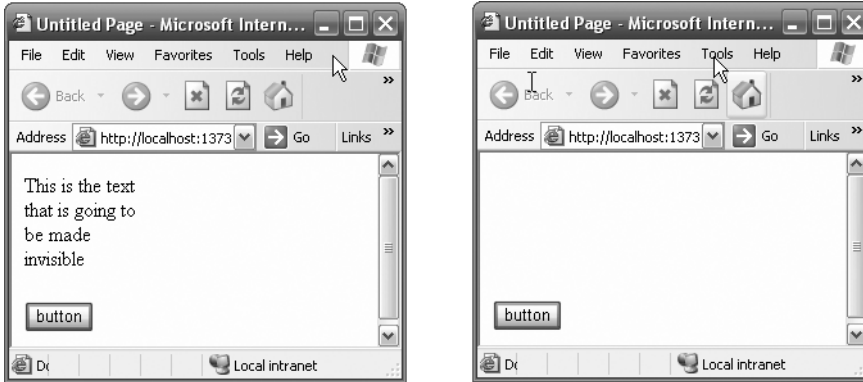 Untitled Page - Microsoft Intern...
File Edit View Favorites Tools Help
Back »
Address http://localhost:1373 Go Links »
This is the text
that is going to
be made
invisible
button
Local intranet
Untitled Page - Microsoft Intern...
File Edit View Favorites Tools Help
Back »
Address http://localhost:1373 Go Links »
button
Local intranet